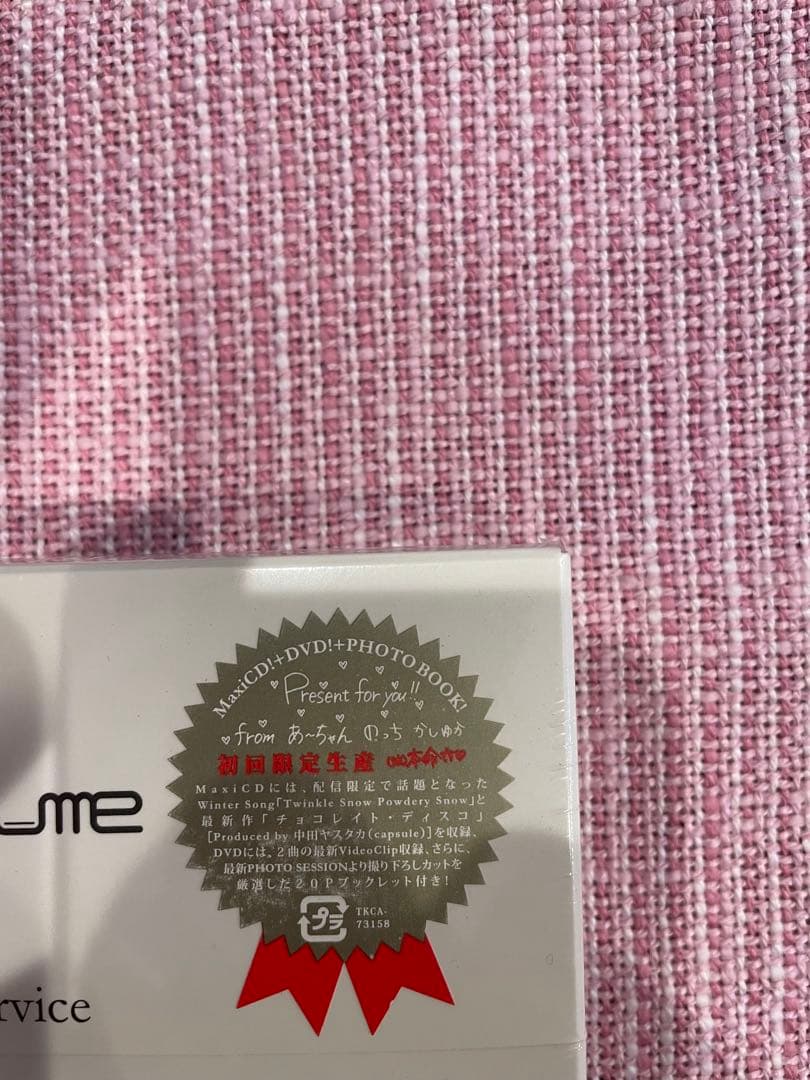 MaxiCD!+DVD!+PHOTO BOOK!
Present for you!!
from あ〜ちゃん のっち かしゆか
初回限定生産
MaxiCDには、配信限定で話題となった
Winter Song「Twinkle Snow Powdery Snow」と
最新作「チョコレイト・ディスコ」
[Produced by 中田ヤスタカ(capsule)]を収録、
DVDには、2曲の最新VideoClip収録、さらに、
最新PHOTO SESSIONより撮り下ろしカットを
厳選した20Pブックレット付き!
プラ
TKCA-
73158
ume
rvice